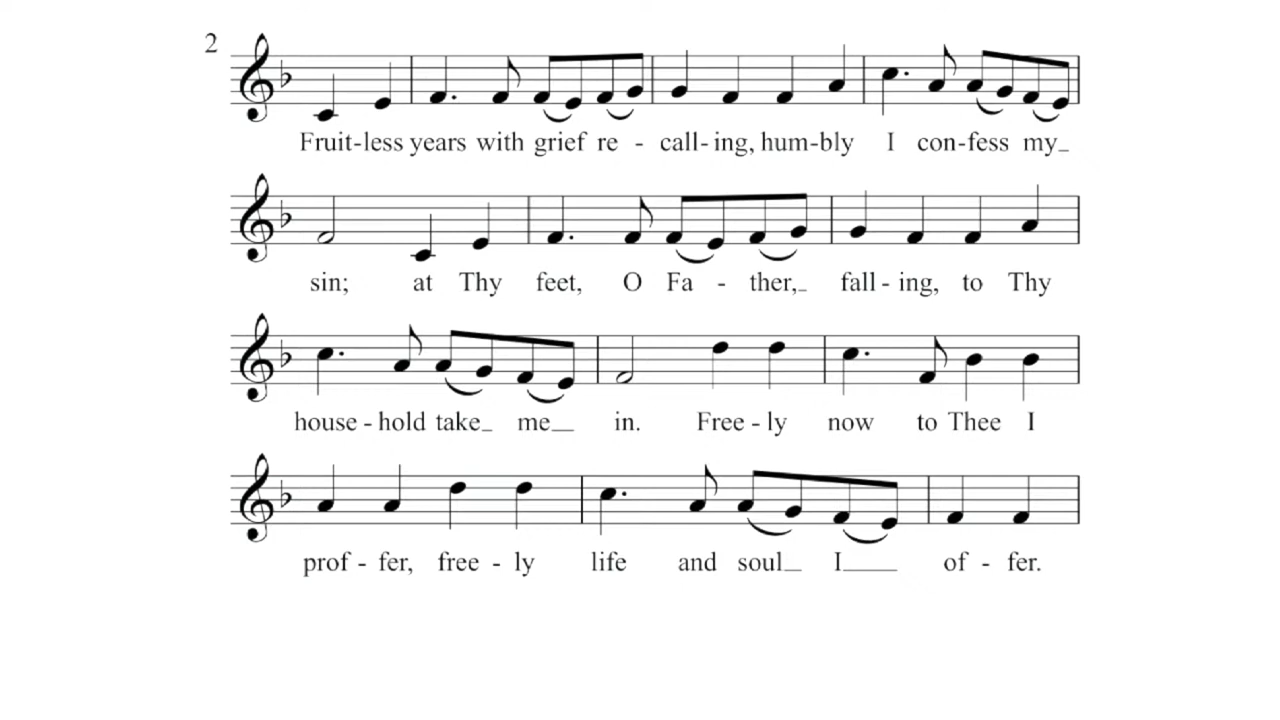 2
Fruit-less years with grief re - call- ing, hum-bly I con-fess my_
sin; at Thy feet, O Fa - ther,_ fall - ing, to Thy
house - hold take_ me__ in. Free - ly now to Thee I
prof - fer, free - ly life and soul_ I___ of - fer.